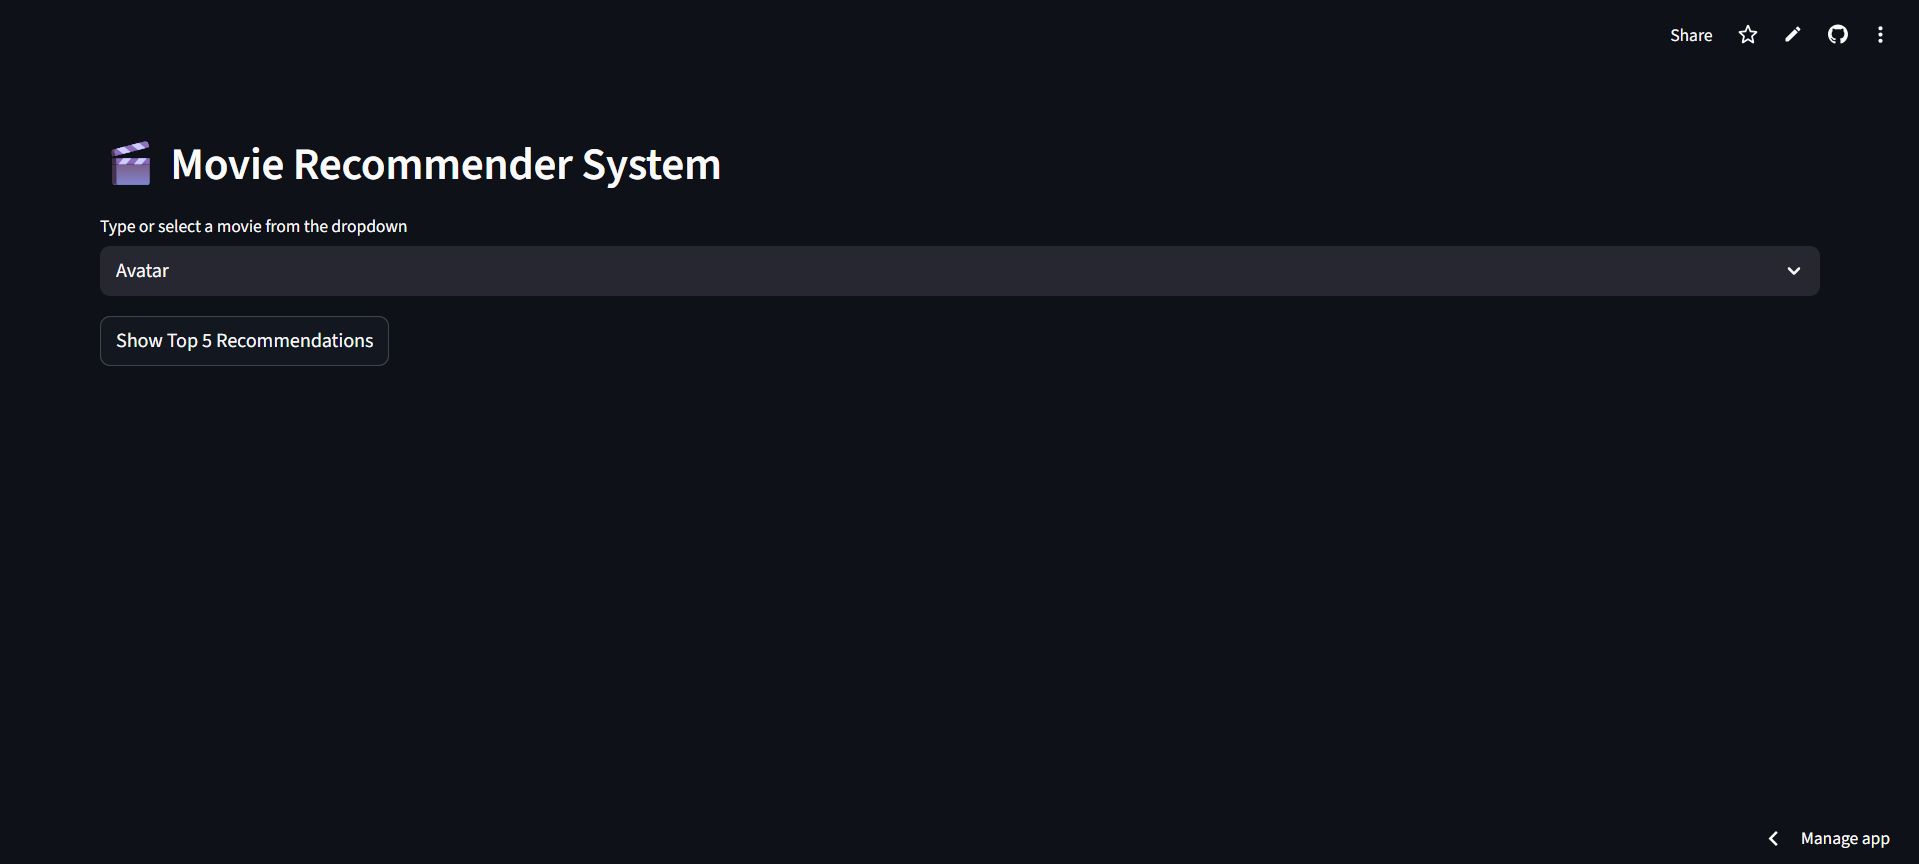 Share
Movie Recommender System
Type or select a movie from the dropdown
Avatar
Show Top 5 Recommendations
Manage app